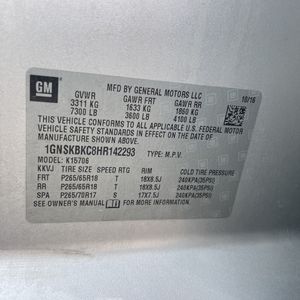 GM
MFD BY GENERAL MOTORS LLC
10/16
GVWR GAWR FRT GAWR RR
3311 KG 1633 KG 1860 KG
7300 LB 3600 LB 4100 LB
THIS VEHICLE CONFORMS TO ALL APPLICABLE U.S. FEDERAL MOTOR
VEHICLE SAFETY STANDARDS IN EFFECT ON THE DATE OF
MANUFACTURE SHOWN ABOVE.
1GNSKBKC8HR142293 TYPE: M.P.V.
MODEL: K15706
KKVJ TIRE SIZE SPEED RTG RIM COLD TIRE PRESSURE
FRT P265/65R18 T 18X8.5J 240KPA(35PSI)
RR P265/65R18 T 18X8.5J 240KPA(35PSI)
SPA P265/70R17 S 17X7.5J 240KPA(35PSI)
SEE OWNER'S MANUAL FOR MORE INFORMATION.